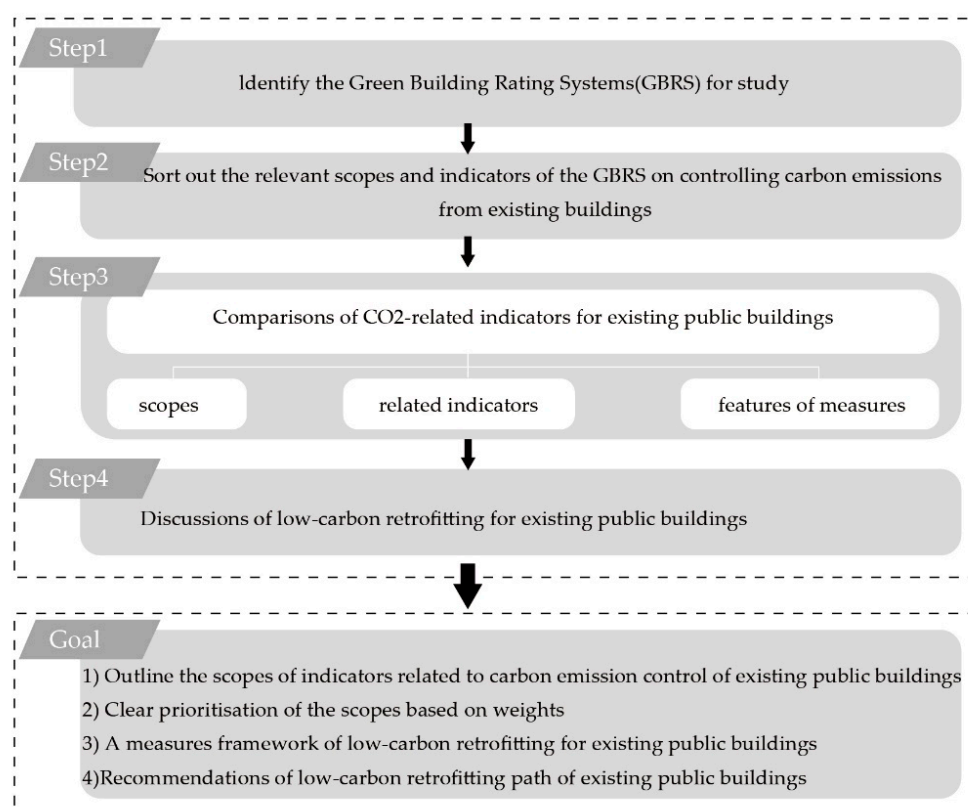 Step1
Identify the Green Building Rating Systems(GBRS) for study
Step2
Sort out the relevant scopes and indicators of the GBRS on controlling carbon emissions
from existing buildings
Step3
Comparisons of CO2-related indicators for existing public buildings
scopes
related indicators
features of measures
Step4
Discussions of low-carbon retrofitting for existing public buildings
Goal
1) Outline the scopes of indicators related to carbon emission control of existing public buildings
2) Clear prioritisation of the scopes based on weights
3) A measures framework of low-carbon retrofitting for existing public buildings
4)Recommendations of low-carbon retrofitting path of existing public buildings